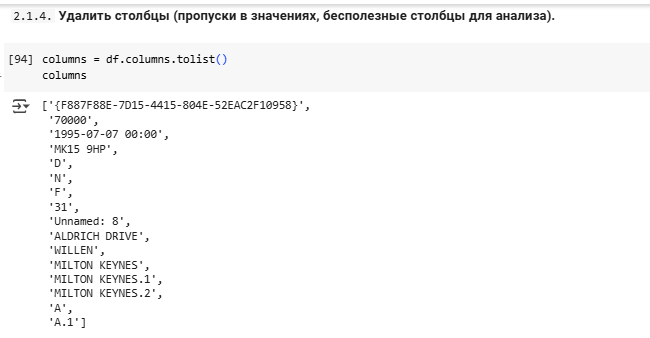 2.1.4. Удалить столбцы (пропуски в значениях, бесполезные столбцы для анализа).
[94] columns = df.columns.tolist()
columns
['{F887F88E-7D15-4415-804E-52EAC2F10958}',
'70000',
'1995-07-07 00:00',
'MK15 9HP',
'D',
'N',
'F',
'31',
'Unnamed: 8',
'ALDRICH DRIVE',
'WILLEN',
'MILTON KEYNES',
'MILTON KEYNES.1',
'MILTON KEYNES.2',
'A',
'A.1']